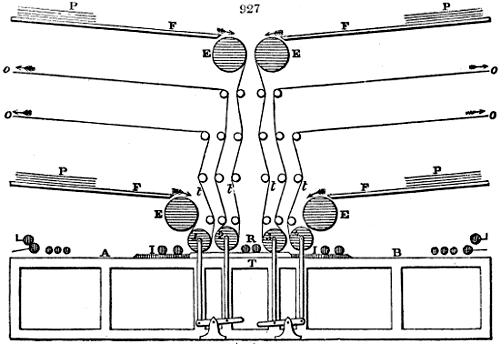 927
P F F P
E E
o o
o o
P F F P
E t t t t E
L I R I L
A T B